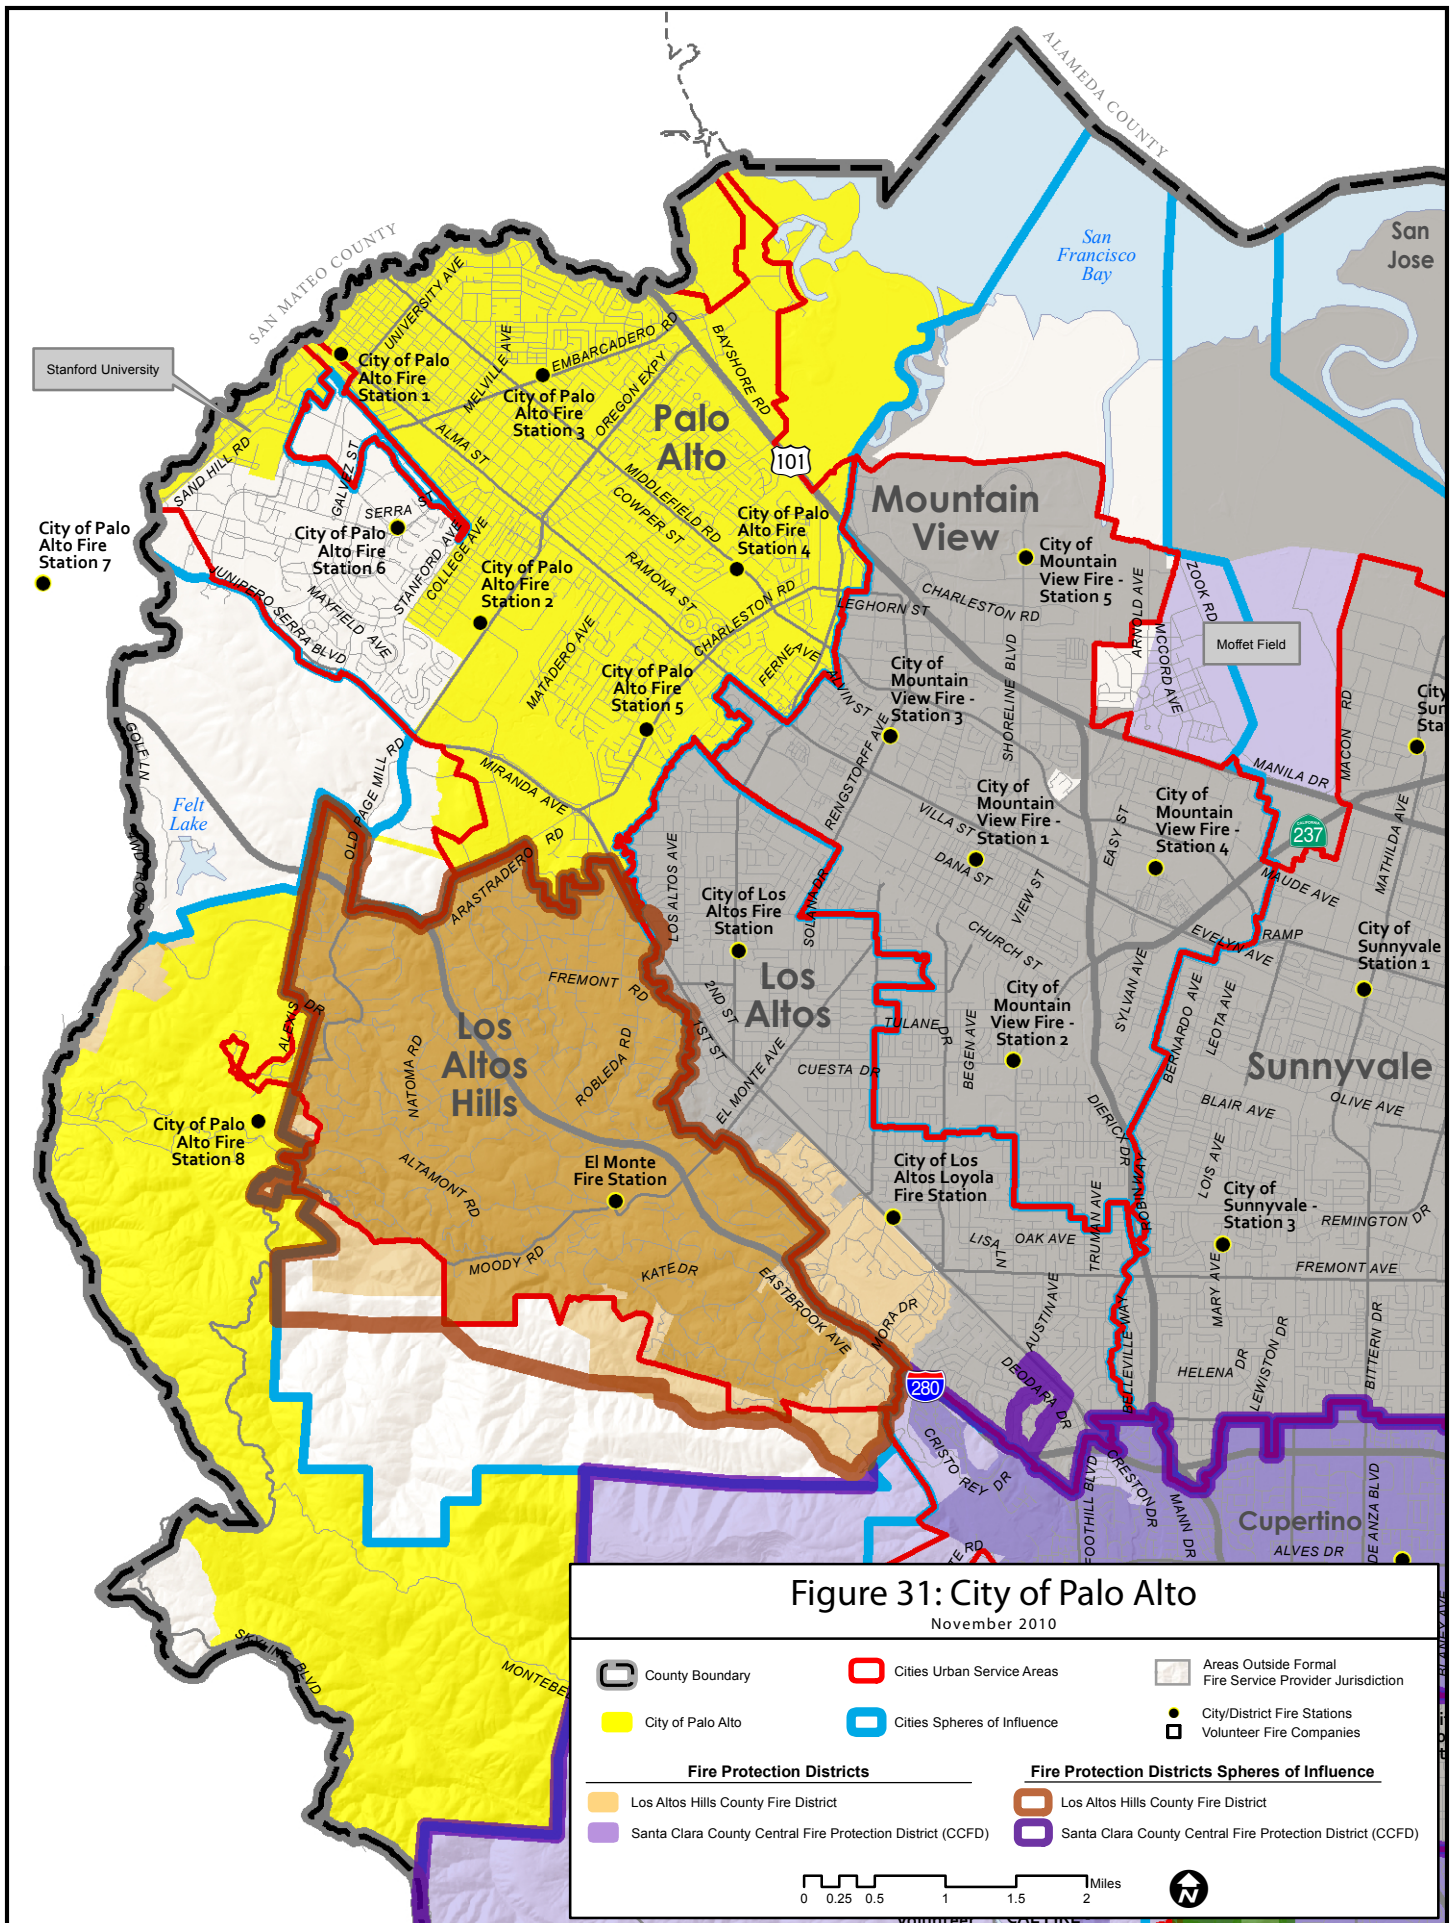 ALAMEDA COUNTY
SAN MATEO COUNTY
San
Francisco
Bay
San
Jose
Stanford University
UNIVERSITY AVE
City of Palo
Alto Fire
Station 1
MELVILLE AVE
EMBARCADERO RD
City of Palo
Alto Fire
Station 3
OREGON EXPY
BAYSHORE RD
Palo
Alto
101
ALMA ST
SAND HILL RD
GALVEZ ST
SERRA ST
City of Palo
Alto Fire
Station 6
STANFORD AVE
COLLEGE AVE
City of Palo
Alto Fire
Station 7
MIDDLEFIELD RD
COWPER ST
City of Palo
Alto Fire
Station 4
Mountain
View
City of
Mountain
View Fire -
Station 5
City of Palo
Alto Fire
Station 2
RAMONA ST
CHARLESTON RD
LEGHORN ST
CHARLESTON RD
ARNOLD AVE
ZOOK RD
MCCORD AVE
Moffet Field
JUNIPERO SERRA BLVD
MAYFIELD AVE
MATADERO AVE
FERNE AVE
City of Palo
Alto Fire
Station 5
ALVIN ST
City of
Mountain
View Fire -
Station 3
SHORELINE BLVD
MACON RD
City
Sun
Sta
GOLF LN
OLD PAGE MILL RD
MIRANDA AVE
RENGSTORFF AVE
MANILA DR
Felt
Lake
4WD ROAD
City of
Mountain
View Fire -
Station 1
VILLA ST
DANA ST
EASY ST
City of
Mountain
View Fire -
Station 4
CALIFORNIA
237
MATHILDA AVE
MAUDE AVE
ARASTRADERO RD
LOS ALTOS AVE
City of Los
Altos Fire
Station
SOLANA DR
VIEW ST
CHURCH ST
EVELYN AVE
RAMP
City of
Sunnyvale
Station 1
FREMONT RD
2ND ST
1ST ST
Los
Altos
TULANE DR
BEGEN AVE
City of
Mountain
View Fire -
Station 2
SYLVAN AVE
BERNARDO AVE
LEOTA AVE
ALEXIS DR
Los
Altos
Hills
NATOMA RD
ROBLEDA RD
EL MONTE AVE
CUESTA DR
Sunnyvale
BLAIR AVE
OLIVE AVE
City of Palo
Alto Fire
Station 8
ALTAMONT RD
El Monte
Fire Station
City of Los
Altos Loyola
Fire Station
DIERICX DR
ROBIN WAY
LOIS AVE
City of
Sunnyvale -
Station 3
REMINGTON DR
TRUMAN AVE
LISA LN
OAK AVE
MOODY RD
KATE DR
EASTBROOK AVE
MORA DR
AUSTIN AVE
MARY AVE
FREMONT AVE
BELLEVILLE WAY
HELENA DR
LEWISTON DR
BITTERN DR
280
DEODARA DR
CRISTO REY DR
FOOTHILL BLVD
CRESTON DR
MANN DR
Cupertino
ALVES DR
DE ANZA BLVD
TE RD
SKYLINE BLVD
MONTEBE
BLANEY AVE
Figure 31: City of Palo Alto
November 2010
County Boundary
Cities Urban Service Areas
Areas Outside Formal
Fire Service Provider Jurisdiction
City of Palo Alto
Cities Spheres of Influence
City/District Fire Stations
Volunteer Fire Companies
Fire Protection Districts
Fire Protection Districts Spheres of Influence
Los Altos Hills County Fire District
Los Altos Hills County Fire District
Santa Clara County Central Fire Protection District (CCFD)
Santa Clara County Central Fire Protection District (CCFD)
Miles
0 0.25 0.5 1 1.5 2
N
Volunteer CAL FIRE